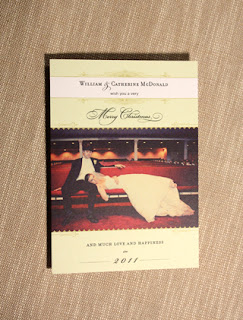 WILLIAM & CATHERINE MCDONALD
wish you a very
Merry Christmas
AND MUCH LOVE AND HAPPINESS
in
2011